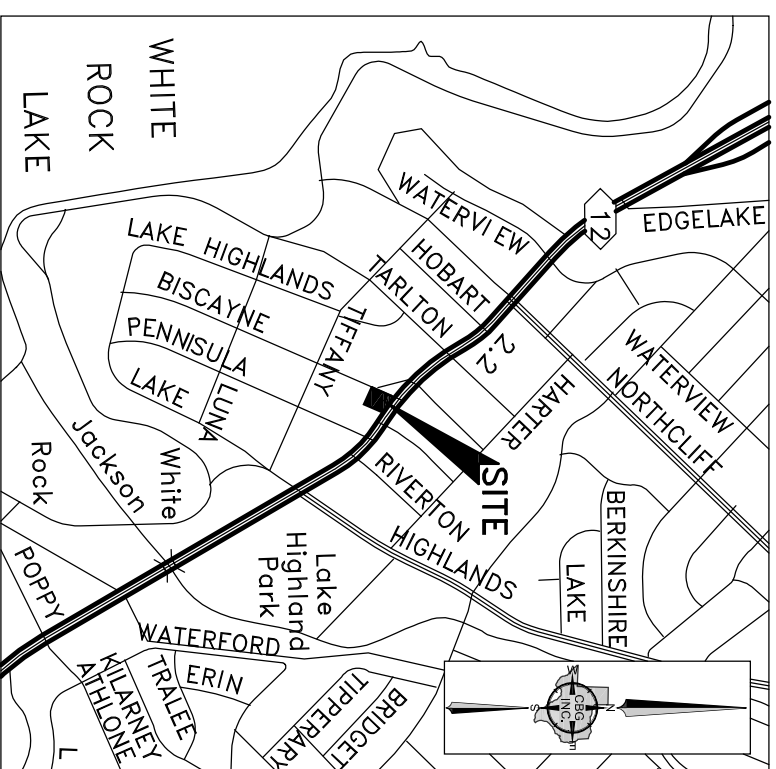 WHITE
ROCK
LAKE
WATERVIEW
12
EDGELAKE
LAKE HIGHLANDS
HOBART
TARLTON
BISCAYNE
PENNISULA
LAKE
TIFFANY
LUNA
2.2
HARTER
WATERVIEW
NORTHCLIFF
SITE
RIVERTON
HIGHLANDS
BERKINSHIRE
LAKE
Jackson
White
Rock
Lake
Highland
Park
POPPY
WATERFORD
KILARNEY
ATHLONE
TRALEE
ERIN
TIPPERARY
BRIDGET
L
W
N
S
E
CBG
INC.